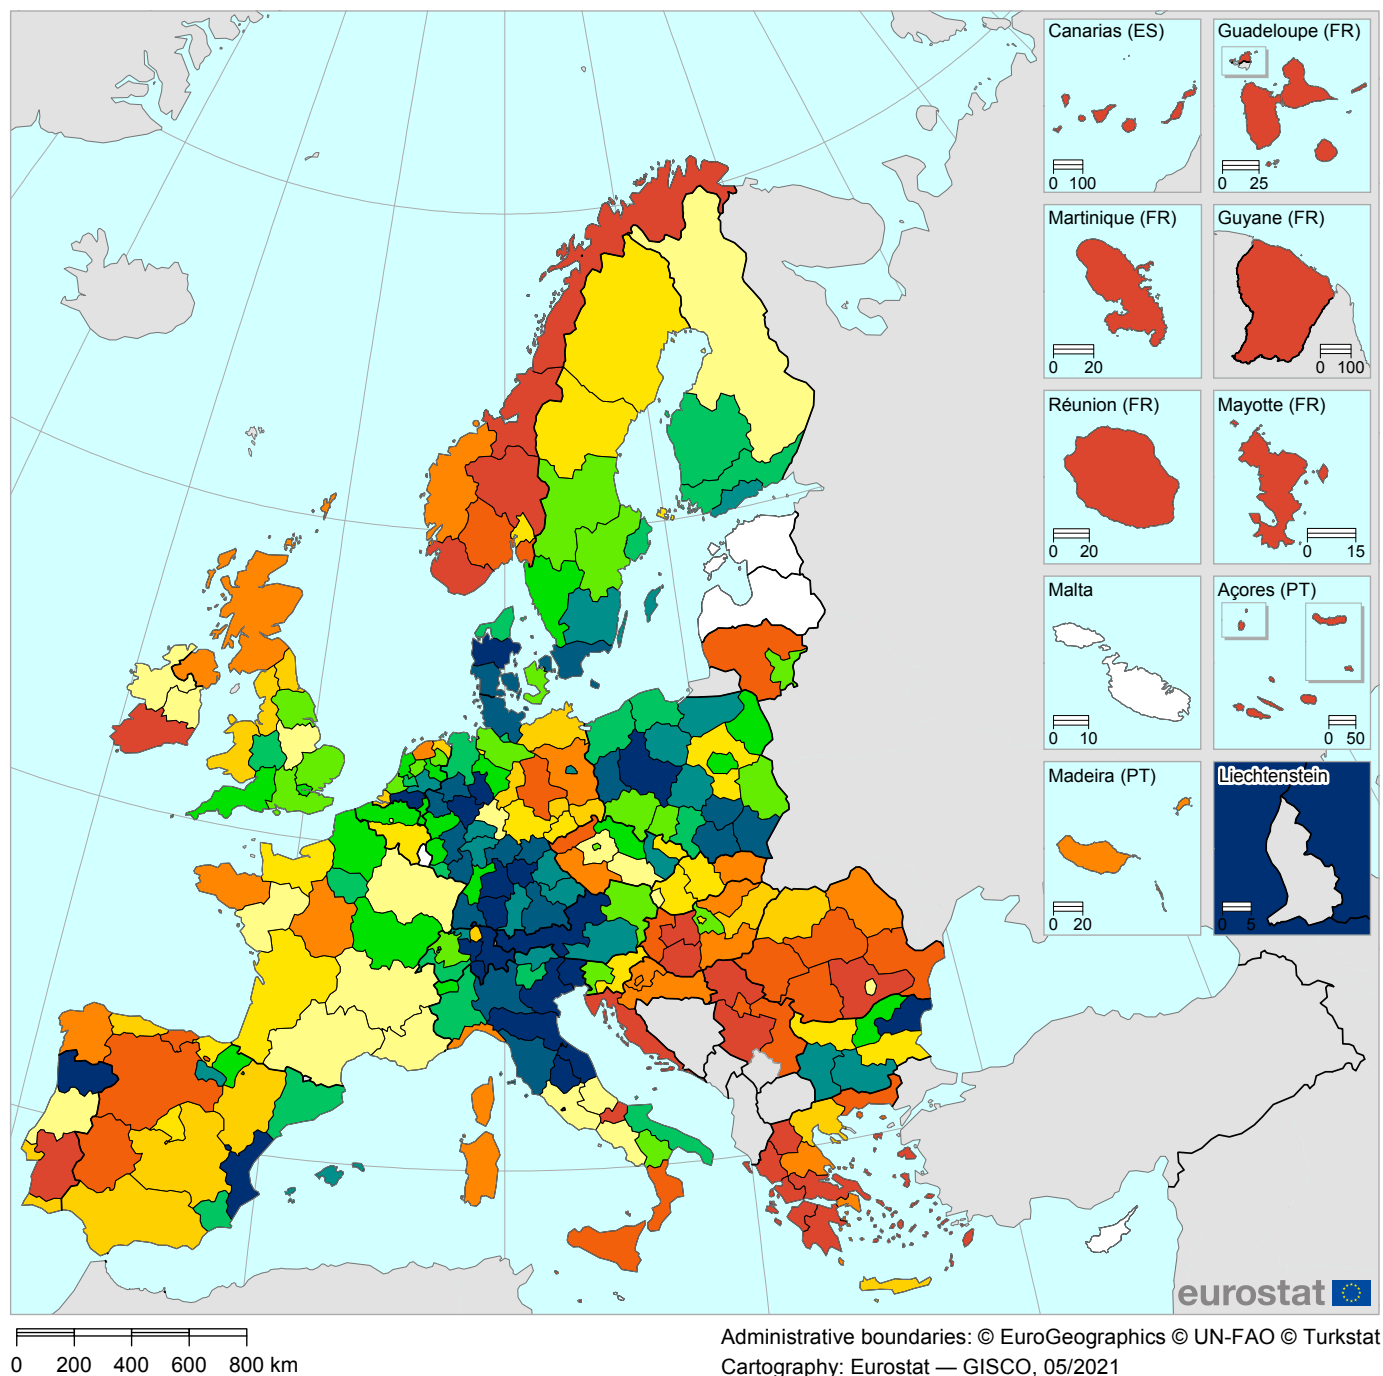 Canarias (ES)
0 100
Guadeloupe (FR)
0 25
Martinique (FR)
0 20
Guyane (FR)
0 100
Réunion (FR)
0 20
Mayotte (FR)
0 15
Malta
0 10
Açores (PT)
0 50
Madeira (PT)
0 20
Liechtenstein
0 5
eurostat
0 200 400 600 800 km
Administrative boundaries: © EuroGeographics © UN-FAO © Turkstat
Cartography: Eurostat — GISCO, 05/2021